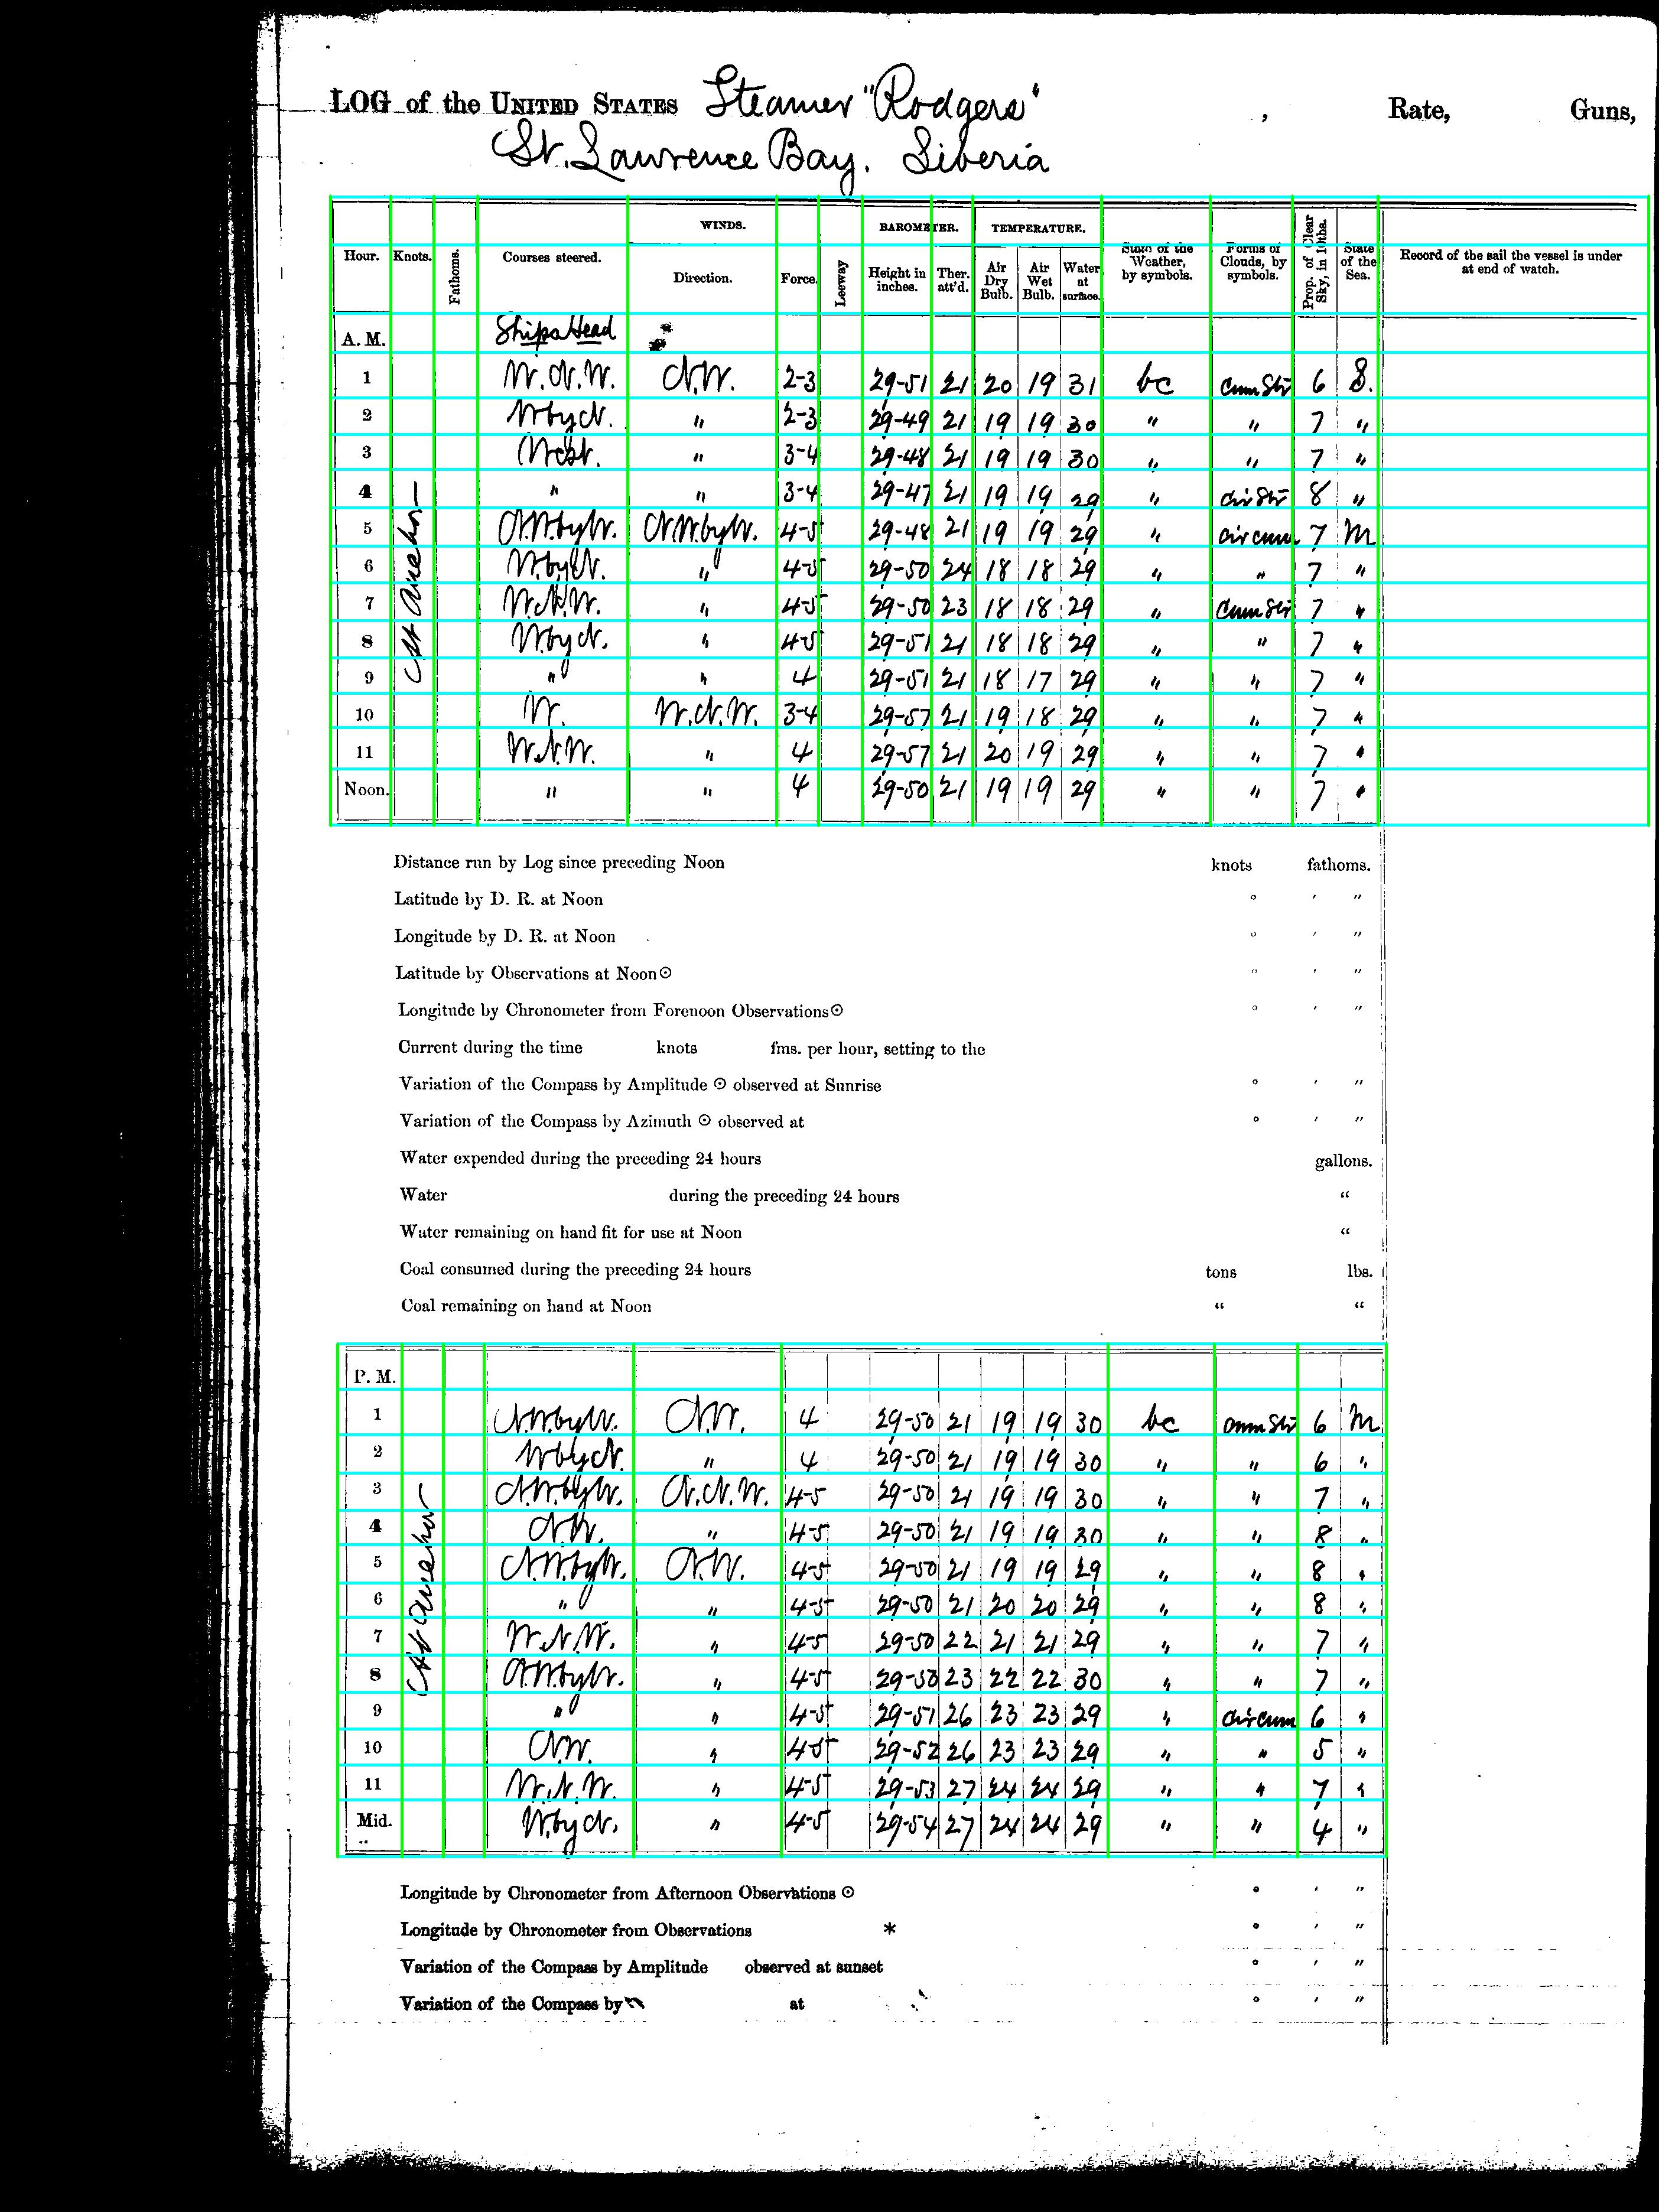 LOG of the UNITED STATES Steamer "Rodgers" , Rate, Guns,
St. Lawrence Bay. Siberia
WINDS. BAROMETER. TEMPERATURE.
Hour. Knots. Fathoms. Courses steered. Direction. Force. Leeway Height in inches. Ther. att'd. Air Dry Bulb. Air Wet Bulb. Water at surface. State of the Weather, by symbols. Forms of Clouds, by symbols. Prop. of Clear Sky, in 10ths. State of the Sea. Record of the sail the vessel is under at end of watch.
A. M. Ships Head
At Anchor
1 W.N.W. N.W. 2-3 29-51 21 20 19 31 bc Cum Str 6 S.
2 W by N. " 2-3 29-49 21 19 19 30 " " 7 "
3 West. " 3-4 29-48 21 19 19 30 " " 7 "
4 " " 3-4 29-47 21 19 19 29 " Cir Str 8 "
5 N.W. by W. N.W. by W. 4-5 29-48 21 19 19 29 " Cir cum. 7 M
6 W. by N. " 4-5 29-50 24 18 18 29 " " 7 "
7 W.N.W. " 4-5 29-50 23 18 18 29 " Cum Str 7 "
8 W. by N. " 4-5 29-51 21 18 18 29 " " 7 "
9 " " 4 29-51 21 18 17 29 " " 7 "
10 W. W.N.W. 3-4 29-57 21 19 18 29 " " 7 "
11 W.N.W. " 4 29-57 21 20 19 29 " " 7 "
Noon. " " 4 29-50 21 19 19 29 " " 7 "
Distance run by Log since preceding Noon knots fathoms.
Latitude by D. R. at Noon ° ′ ″
Longitude by D. R. at Noon ° ′ ″
Latitude by Observations at Noon ☉ ° ′ ″
Longitude by Chronometer from Forenoon Observations ☉ ° ′ ″
Current during the time knots fms. per hour, setting to the
Variation of the Compass by Amplitude ☉ observed at Sunrise ° ′ ″
Variation of the Compass by Azimuth ☉ observed at ° ′ ″
Water expended during the preceding 24 hours gallons.
Water during the preceding 24 hours "
Water remaining on hand fit for use at Noon "
Coal consumed during the preceding 24 hours tons lbs.
Coal remaining on hand at Noon " "
P. M.
At Anchor
1 N.W. by W. N.W. 4 29-50 21 19 19 30 bc Cum Str 6 M
2 W by N. " 4 29-50 21 19 19 30 " " 6 "
3 N.W. by W. N.N.W. 4-5 29-50 21 19 19 30 " " 7 "
4 N.W. " 4-5 29-50 21 19 19 30 " " 8 "
5 N.W. by W. N.W. 4-5 29-50 21 19 19 29 " " 8 "
6 " " 4-5 29-50 21 20 20 29 " " 8 "
7 W.N.W. " 4-5 29-50 22 21 21 29 " " 7 "
8 N.W. by W. " 4-5 29-50 23 22 22 30 " " 7 "
9 " " 4-5 29-51 26 23 23 29 " Cir cum 6 "
10 N.W. " 4-5 29-52 26 23 23 29 " " 5 "
11 W.N.W. " 4-5 29-53 27 24 24 29 " " 7 "
Mid. W. by N. " 4-5 29-54 27 24 24 29 " " 4 "
Longitude by Chronometer from Afternoon Observations ☉ ° ′ ″
Longitude by Chronometer from Observations * ° ′ ″
Variation of the Compass by Amplitude observed at sunset ° ′ ″
Variation of the Compass by at ° ′ ″